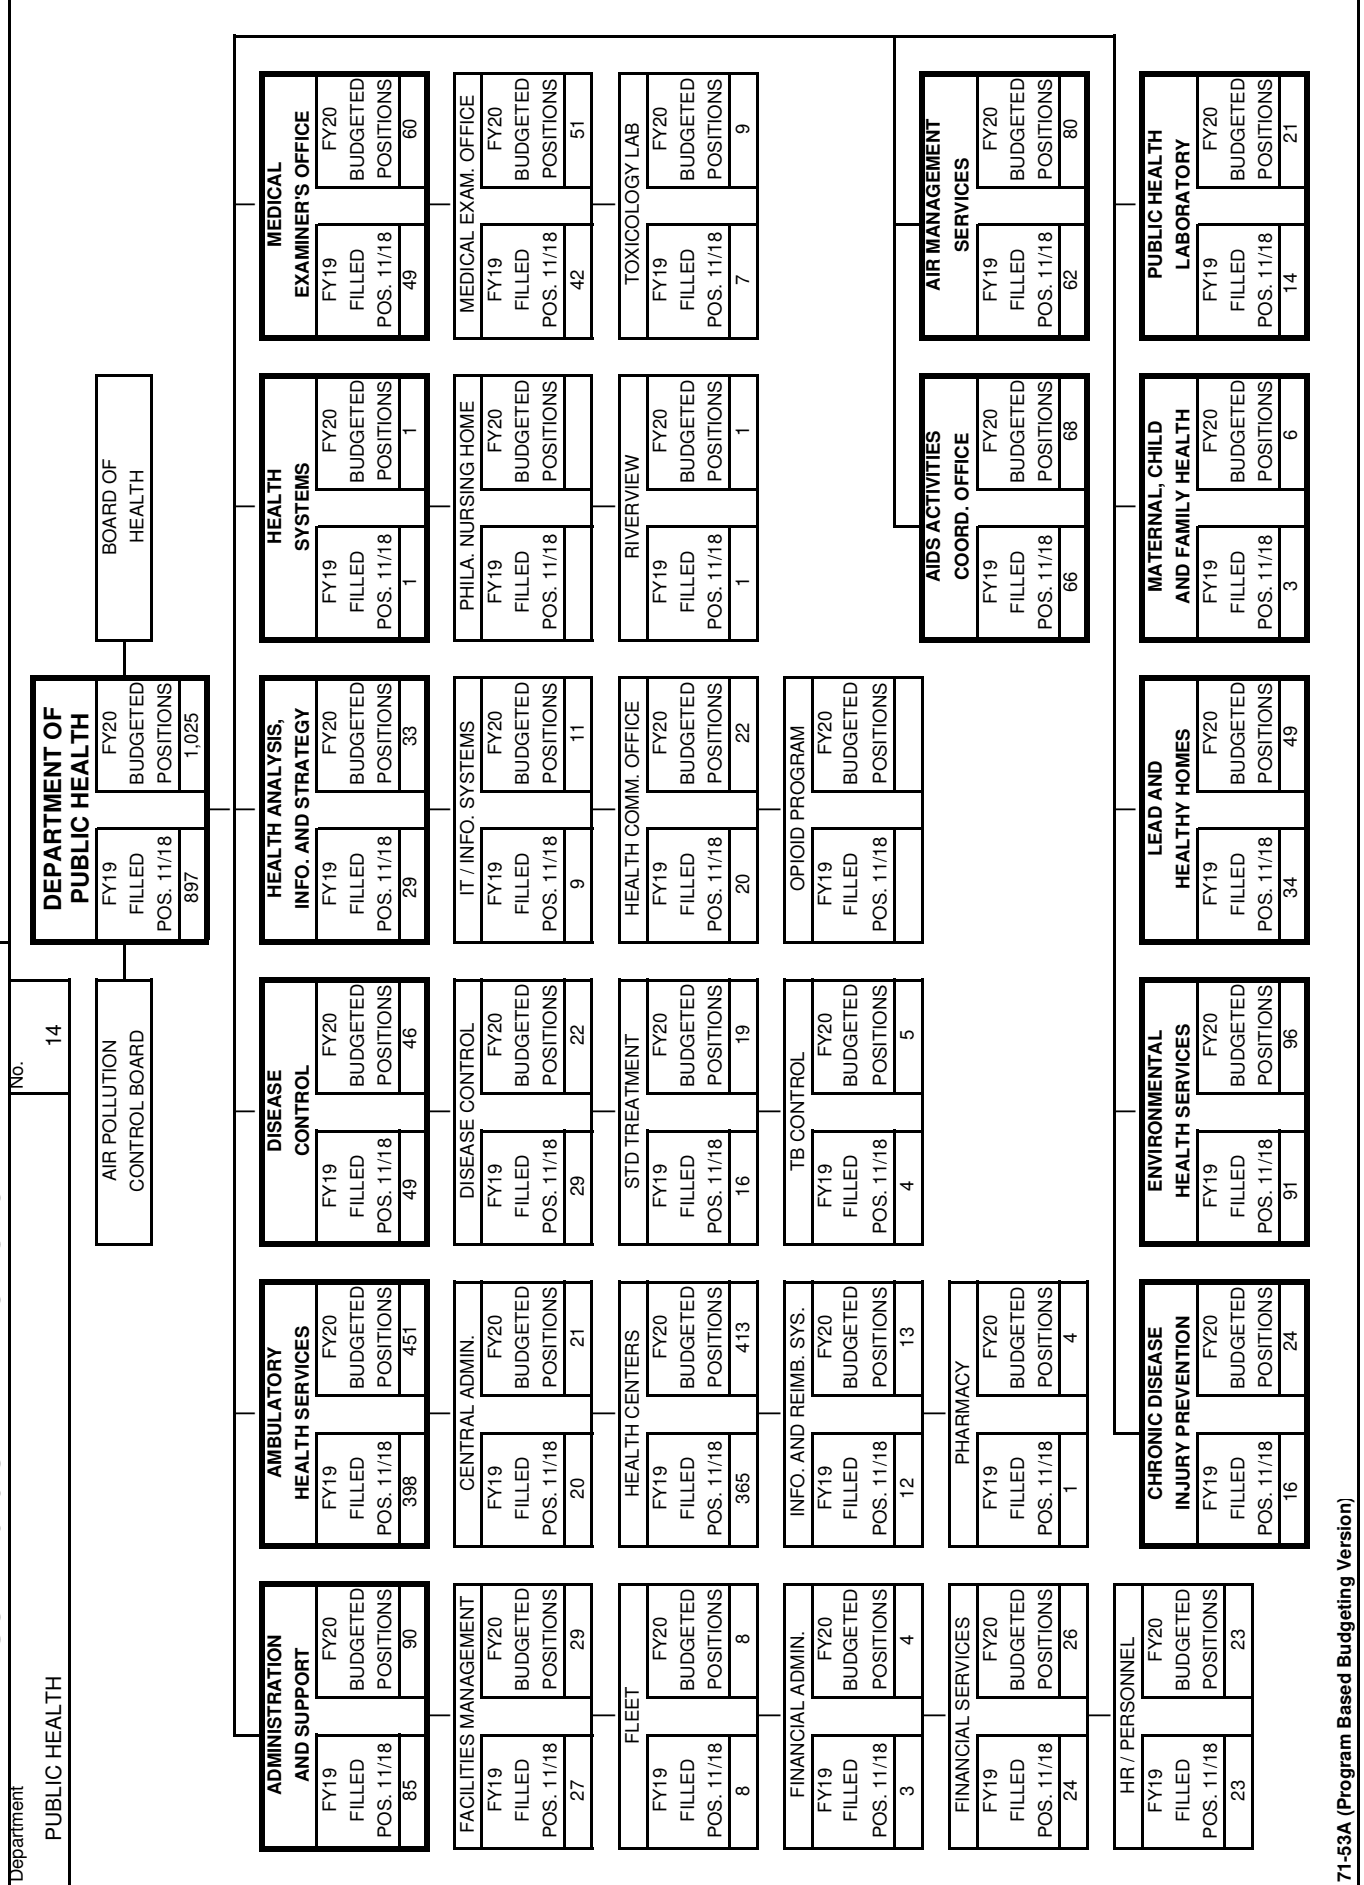 Department
PUBLIC HEALTH
No.
14
AIR POLLUTION
CONTROL BOARD
DEPARTMENT OF
PUBLIC HEALTH
FY19 FY20
FILLED BUDGETED
POS. 11/18 POSITIONS
897 1,025
BOARD OF
HEALTH
ADMINISTRATION
AND SUPPORT
FY19 FY20
FILLED BUDGETED
POS. 11/18 POSITIONS
85 90
FACILITIES MANAGEMENT
FY19 FY20
FILLED BUDGETED
POS. 11/18 POSITIONS
27 29
FLEET
FY19 FY20
FILLED BUDGETED
POS. 11/18 POSITIONS
8 8
FINANCIAL ADMIN.
FY19 FY20
FILLED BUDGETED
POS. 11/18 POSITIONS
3 4
FINANCIAL SERVICES
FY19 FY20
FILLED BUDGETED
POS. 11/18 POSITIONS
24 26
HR / PERSONNEL
FY19 FY20
FILLED BUDGETED
POS. 11/18 POSITIONS
23 23
AMBULATORY
HEALTH SERVICES
FY19 FY20
FILLED BUDGETED
POS. 11/18 POSITIONS
398 451
CENTRAL ADMIN.
FY19 FY20
FILLED BUDGETED
POS. 11/18 POSITIONS
20 21
HEALTH CENTERS
FY19 FY20
FILLED BUDGETED
POS. 11/18 POSITIONS
365 413
INFO. AND REIMB. SYS.
FY19 FY20
FILLED BUDGETED
POS. 11/18 POSITIONS
12 13
PHARMACY
FY19 FY20
FILLED BUDGETED
POS. 11/18 POSITIONS
1 4
DISEASE
CONTROL
FY19 FY20
FILLED BUDGETED
POS. 11/18 POSITIONS
49 46
DISEASE CONTROL
FY19 FY20
FILLED BUDGETED
POS. 11/18 POSITIONS
29 22
STD TREATMENT
FY19 FY20
FILLED BUDGETED
POS. 11/18 POSITIONS
16 19
TB CONTROL
FY19 FY20
FILLED BUDGETED
POS. 11/18 POSITIONS
4 5
HEALTH ANALYSIS,
INFO. AND STRATEGY
FY19 FY20
FILLED BUDGETED
POS. 11/18 POSITIONS
29 33
IT / INFO. SYSTEMS
FY19 FY20
FILLED BUDGETED
POS. 11/18 POSITIONS
9 11
HEALTH COMM. OFFICE
FY19 FY20
FILLED BUDGETED
POS. 11/18 POSITIONS
20 22
OPIOID PROGRAM
FY19 FY20
FILLED BUDGETED
POS. 11/18 POSITIONS
HEALTH
SYSTEMS
FY19 FY20
FILLED BUDGETED
POS. 11/18 POSITIONS
1 1
PHILA. NURSING HOME
FY19 FY20
FILLED BUDGETED
POS. 11/18 POSITIONS
RIVERVIEW
FY19 FY20
FILLED BUDGETED
POS. 11/18 POSITIONS
1 1
MEDICAL
EXAMINER'S OFFICE
FY19 FY20
FILLED BUDGETED
POS. 11/18 POSITIONS
49 60
MEDICAL EXAM. OFFICE
FY19 FY20
FILLED BUDGETED
POS. 11/18 POSITIONS
42 51
TOXICOLOGY LAB
FY19 FY20
FILLED BUDGETED
POS. 11/18 POSITIONS
7 9
AIDS ACTIVITIES
COORD. OFFICE
FY19 FY20
FILLED BUDGETED
POS. 11/18 POSITIONS
66 68
AIR MANAGEMENT
SERVICES
FY19 FY20
FILLED BUDGETED
POS. 11/18 POSITIONS
62 80
CHRONIC DISEASE
INJURY PREVENTION
FY19 FY20
FILLED BUDGETED
POS. 11/18 POSITIONS
16 24
ENVIRONMENTAL
HEALTH SERVICES
FY19 FY20
FILLED BUDGETED
POS. 11/18 POSITIONS
91 96
LEAD AND
HEALTHY HOMES
FY19 FY20
FILLED BUDGETED
POS. 11/18 POSITIONS
34 49
MATERNAL, CHILD
AND FAMILY HEALTH
FY19 FY20
FILLED BUDGETED
POS. 11/18 POSITIONS
3 6
PUBLIC HEALTH
LABORATORY
FY19 FY20
FILLED BUDGETED
POS. 11/18 POSITIONS
14 21
71-53A (Program Based Budgeting Version)